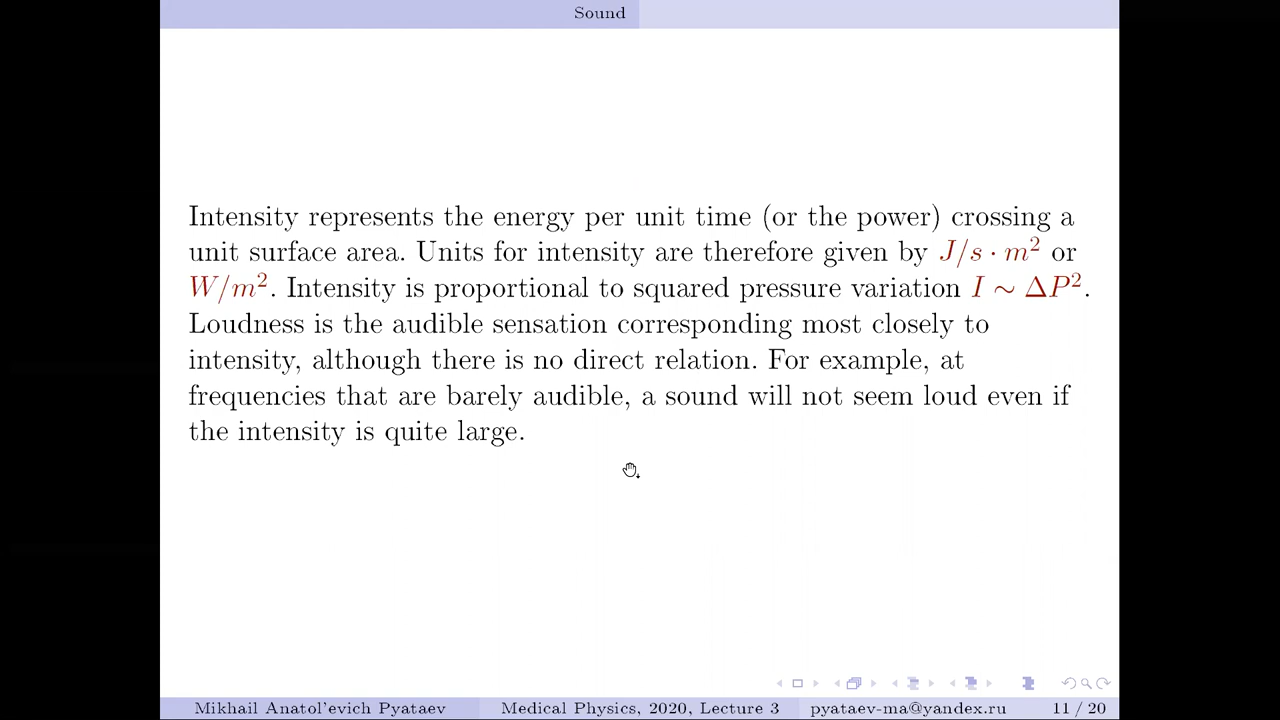 Sound
Intensity represents the energy per unit time (or the power) crossing a
unit surface area. Units for intensity are therefore given by J/s · m² or
W/m². Intensity is proportional to squared pressure variation I ∼ ΔP².
Loudness is the audible sensation corresponding most closely to
intensity, although there is no direct relation. For example, at
frequencies that are barely audible, a sound will not seem loud even if
the intensity is quite large.
Mikhail Anatol'evich Pyataev Medical Physics, 2020, Lecture 3 pyataev-ma@yandex.ru 11 / 20